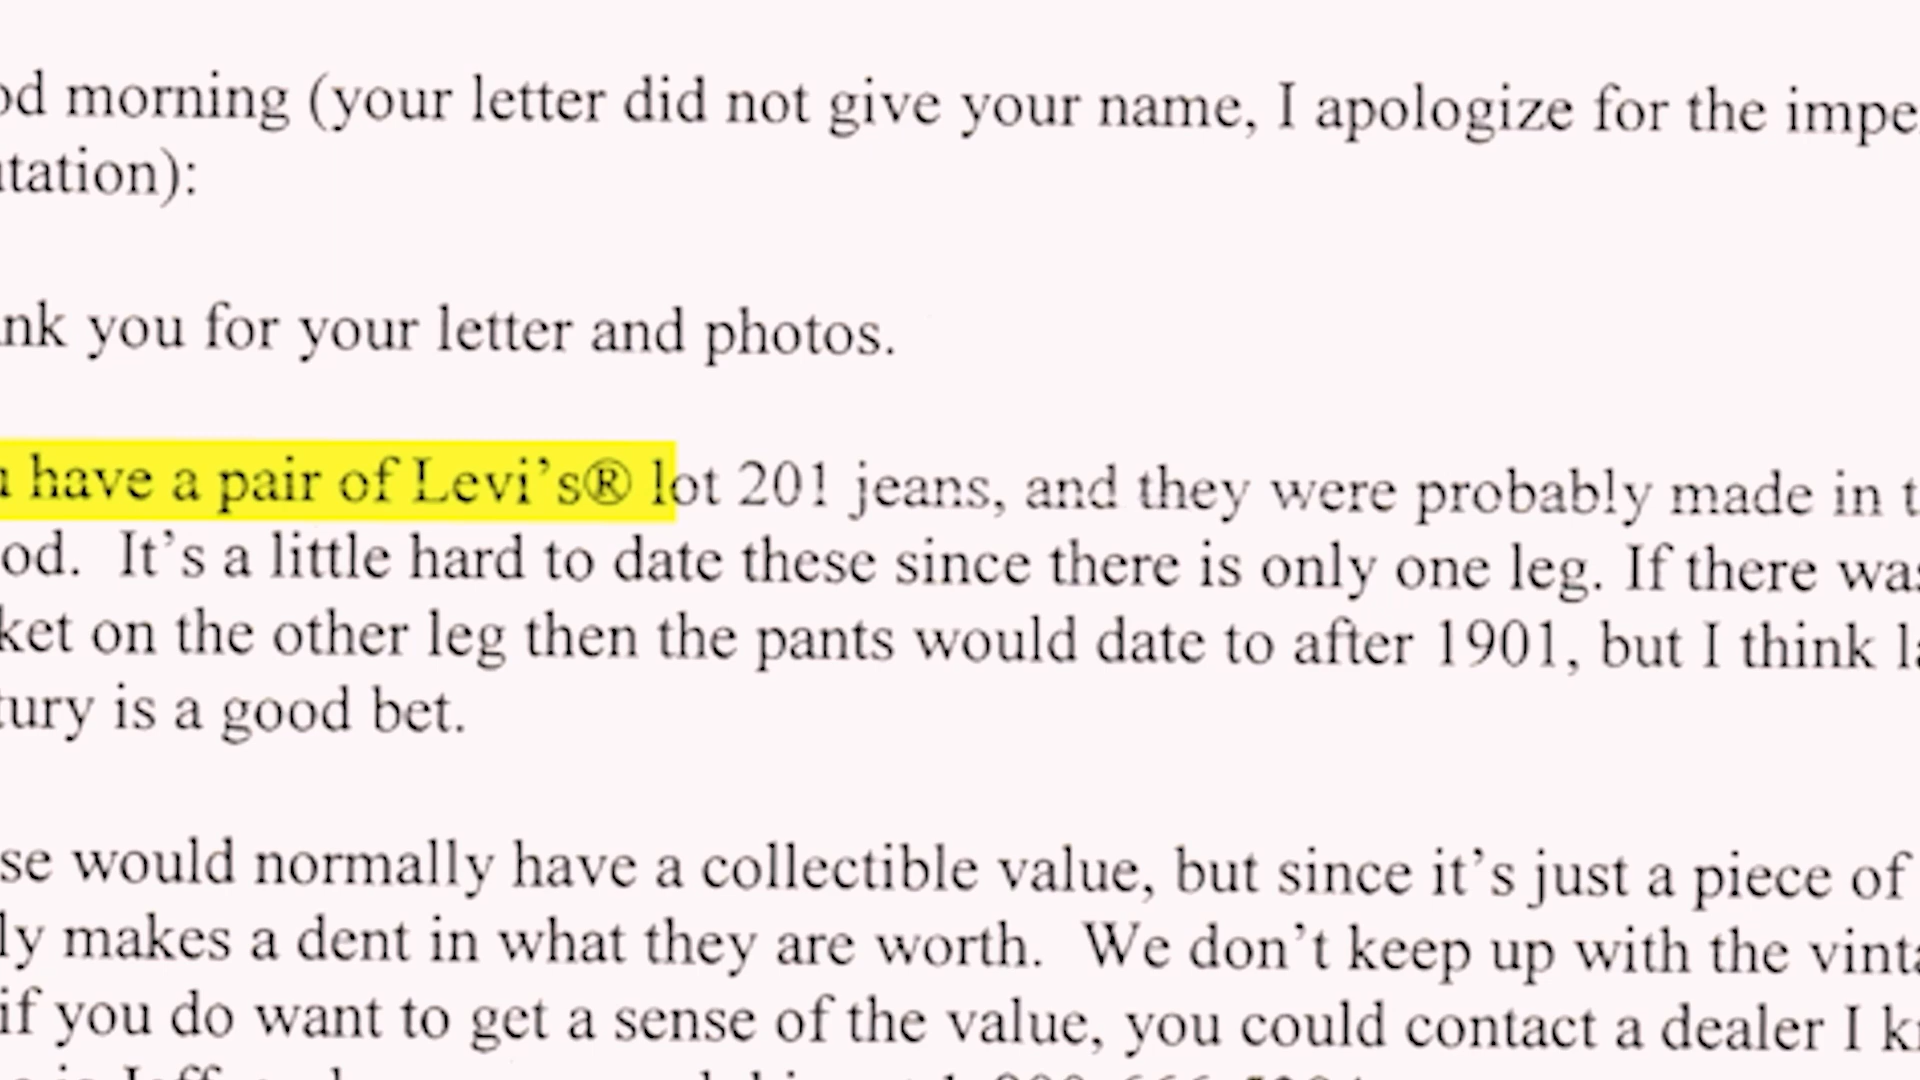 od morning (your letter did not give your name, I apologize for the impe
tation):
nk you for your letter and photos.
have a pair of Levi's® lot 201 jeans, and they were probably made in t
od. It's a little hard to date these since there is only one leg. If there was
ket on the other leg then the pants would date to after 1901, but I think la
tury is a good bet.
se would normally have a collectible value, but since it's just a piece of
ly makes a dent in what they are worth. We don't keep up with the vinta
if you do want to get a sense of the value, you could contact a dealer I k